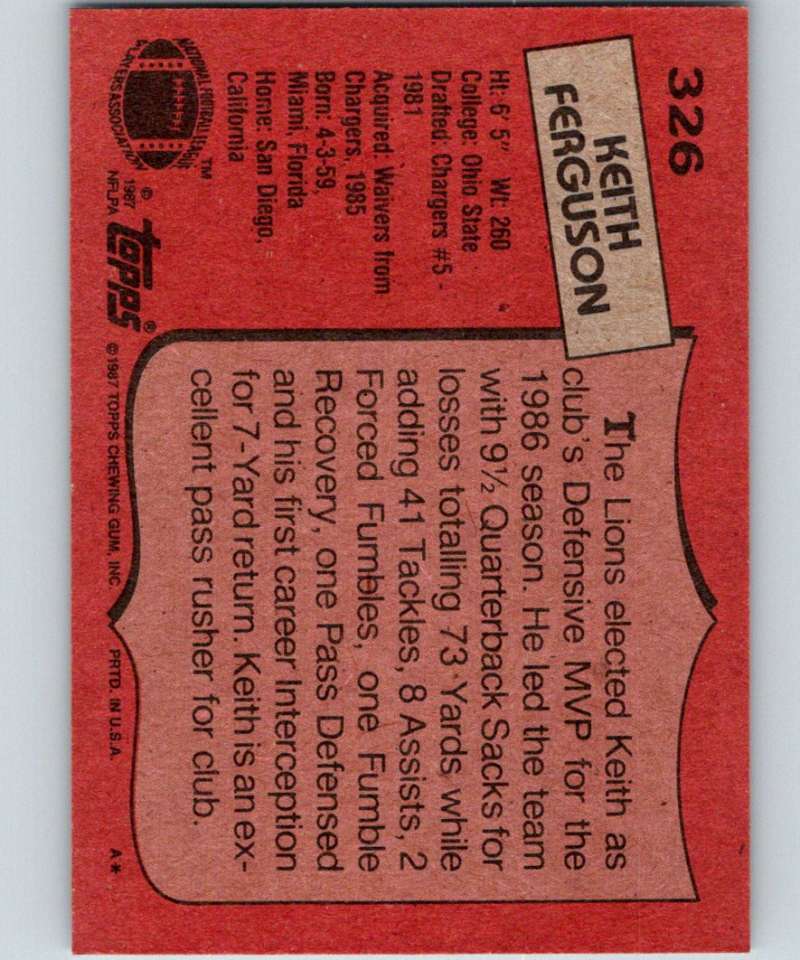 326
KEITH
FERGUSON
Ht: 6' 5" Wt: 260
College: Ohio State
Drafted: Chargers #5 -
1981
Acquired: Waivers from
Chargers, 1985
Born: 4-3-59,
Miami, Florida
Home: San Diego,
California
The Lions elected Keith as
club's Defensive MVP for the
1986 season. He led the team
with 9½ Quarterback Sacks for
losses totalling 73 Yards while
adding 41 Tackles, 8 Assists, 2
Forced Fumbles, one Fumble
Recovery, one Pass Defensed
and his first career Interception
for 7-Yard return. Keith is an ex-
cellent pass rusher for club.
NATIONAL FOOTBALL LEAGUE
PLAYERS ASSOCIATION
™
© 1987
NFLPA
topps®
© 1987 TOPPS CHEWING GUM, INC. PRTD. IN U.S.A. A*